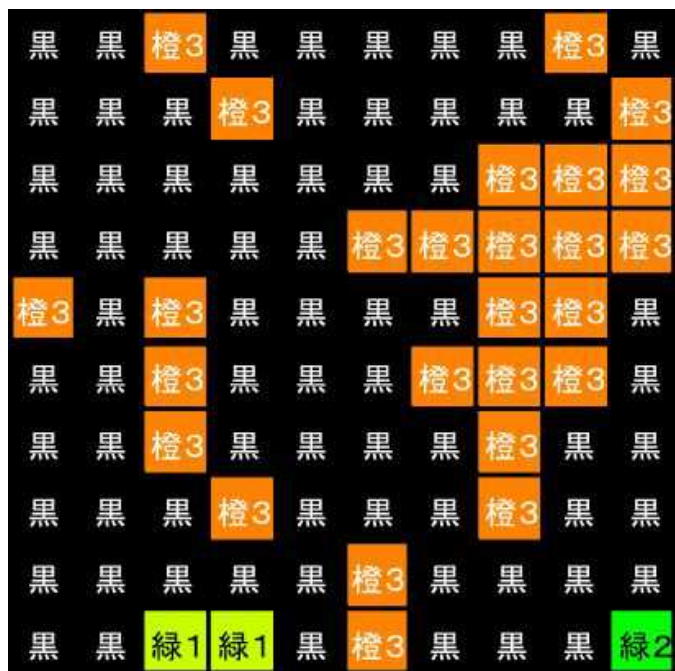 黒 黒 橙3 黒 黒 黒 黒 黒 橙3 黒
黒 黒 黒 橙3 黒 黒 黒 黒 黒 橙3
黒 黒 黒 黒 黒 黒 黒 橙3 橙3 橙3
黒 黒 黒 黒 黒 橙3 橙3 橙3 橙3 橙3
橙3 黒 橙3 黒 黒 黒 黒 橙3 橙3 黒
黒 黒 橙3 黒 黒 黒 橙3 橙3 橙3 黒
黒 黒 橙3 黒 黒 黒 黒 橙3 黒 黒
黒 黒 黒 橙3 黒 黒 黒 橙3 黒 黒
黒 黒 黒 黒 黒 橙3 黒 黒 黒 黒
黒 黒 緑1 緑1 黒 橙3 黒 黒 黒 緑2